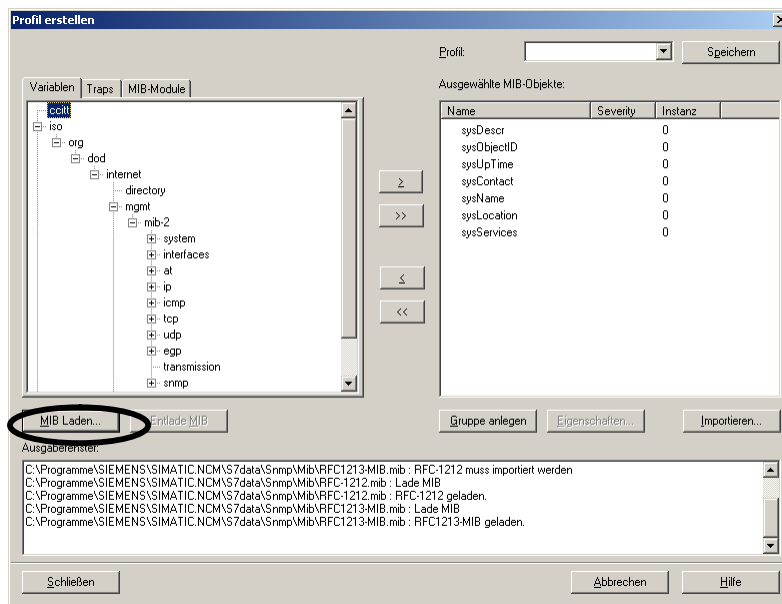 Profil erstellen
Profil:
Speichern
Variablen Traps MIB-Module
ccitt
iso
org
dod
internet
directory
mgmt
mib-2
system
interfaces
at
ip
icmp
tcp
udp
egp
transmission
snmp
MIB Laden...
Entlade MIB
≥
>>
≤
<<
Ausgewählte MIB-Objekte:
Name Severity Instanz
sysDescr 0
sysObjectID 0
sysUpTime 0
sysContact 0
sysName 0
sysLocation 0
sysServices 0
Gruppe anlegen
Eigenschaften...
Importieren...
Ausgabefenster:
C:\Programme\SIEMENS\SIMATIC.NCM\S7data\Snmp\Mib\RFC1213-MIB.mib : RFC-1212 muss importiert werden
C:\Programme\SIEMENS\SIMATIC.NCM\S7data\Snmp\Mib\RFC-1212.mib : Lade MIB
C:\Programme\SIEMENS\SIMATIC.NCM\S7data\Snmp\Mib\RFC-1212.mib : RFC-1212 geladen.
C:\Programme\SIEMENS\SIMATIC.NCM\S7data\Snmp\Mib\RFC1213-MIB.mib : Lade MIB
C:\Programme\SIEMENS\SIMATIC.NCM\S7data\Snmp\Mib\RFC1213-MIB.mib : RFC1213-MIB geladen.
Schließen
Abbrechen
Hilfe